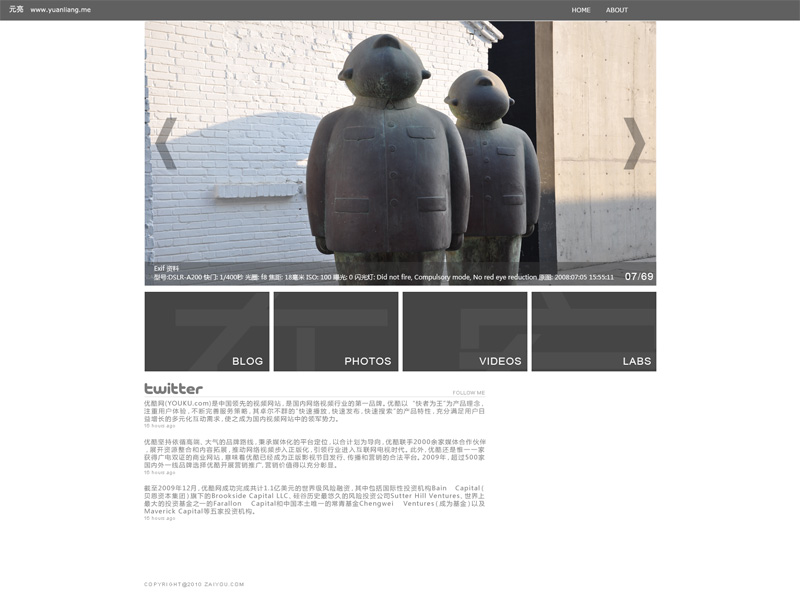 元亮 www.yuanliang.me
HOME ABOUT
Exif 资料
型号:DSLR-A200 快门: 1/400秒 光圈: f8 焦距: 18毫米 ISO: 100 曝光: 0 闪光灯: Did not fire, Compulsory mode, No red eye reduction 原图: 2008:07:05 15:55:11
07/69
BLOG PHOTOS VIDEOS LABS
twitter
FOLLOW ME
优酷网(YOUKU.com)是中国领先的视频网站,是国内网络视频行业的第一品牌。优酷以 "快者为王"为产品理念,
注重用户体验,不断完善服务策略,其卓尔不群的"快速播放,快速发布,快速搜索"的产品特性,充分满足用户日
益增长的多元化互动需求,使之成为国内视频网站中的领军势力。
15 hours ago
优酷坚持依循高端、大气的品牌路线,秉承媒体化的平台定位,以合计划为导向,优酷联手2000余家媒体合作伙伴
,展开资源整合和内容拓展,推动网络视频步入正版化,引领行业进入互联网电视时代。此外,优酷还是惟一一家
获得广电双证的商业网站,意味着优酷已经成为正版影视节目发行、传播和营销的合法平台。2009年,超过500家
国内外一线品牌选择优酷开展营销推广,营销价值得以充分彰显。
15 hours ago
截至2009年12月,优酷网成功完成共计1.1亿美元的世界级风险融资,其中包括国际性投资机构Bain Capital(
贝恩资本集团)旗下的Brookside Capital LLC,硅谷历史最悠久的风险投资公司Sutter Hill Ventures,世界上
最大的投资基金之一的Farallon Capital和中国本土唯一的常青基金Chengwei Ventures(成为基金)以及
Maverick Capital等五家投资机构。
15 hours ago
COPYRIGHT@2010 ZAIYOU.COM